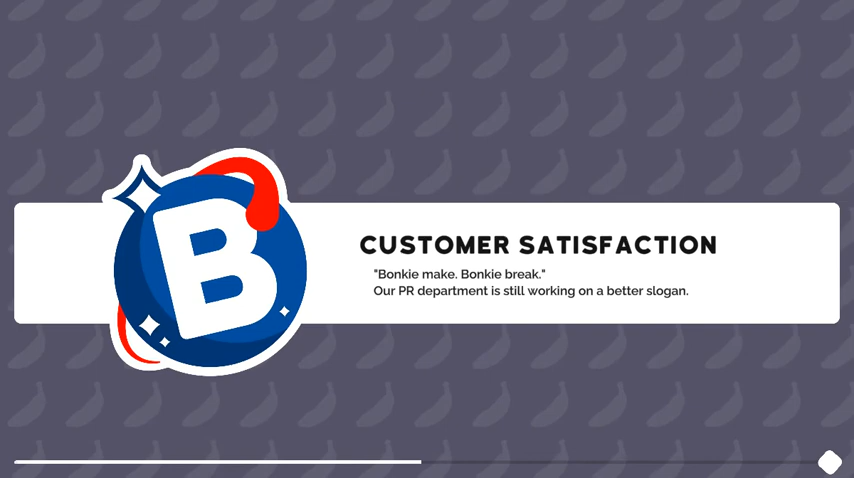 B
CUSTOMER SATISFACTION
"Bonkie make. Bonkie break."
Our PR department is still working on a better slogan.